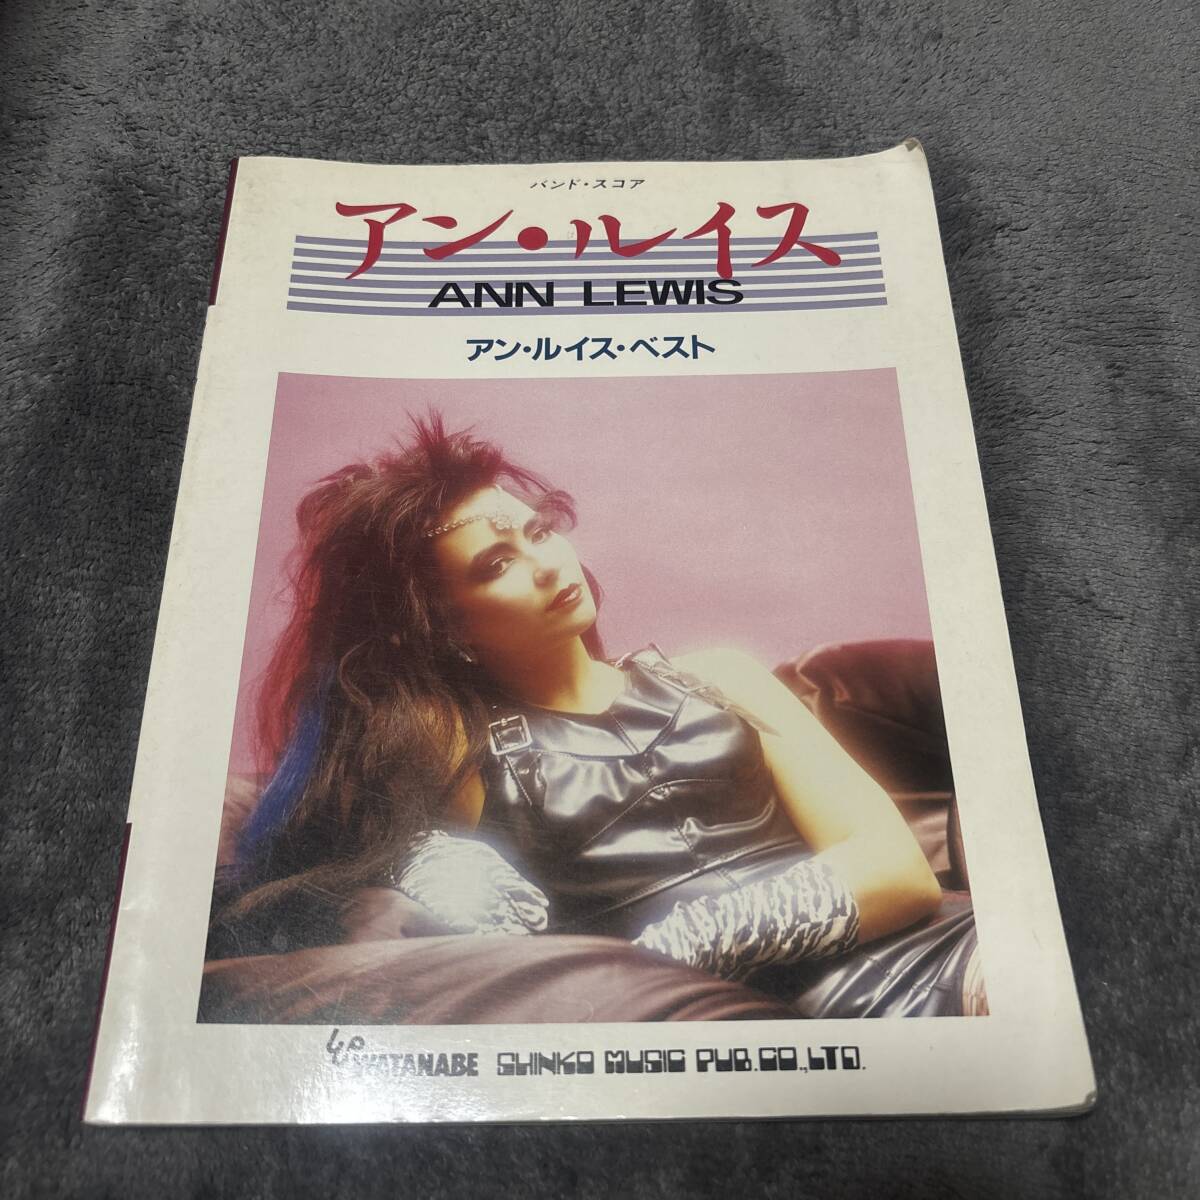 バンド・スコア
アン・ルイス
ANN LEWIS
アン・ルイス・ベスト
WATANABE SHINKO MUSIC PUB.CO.,LTD.